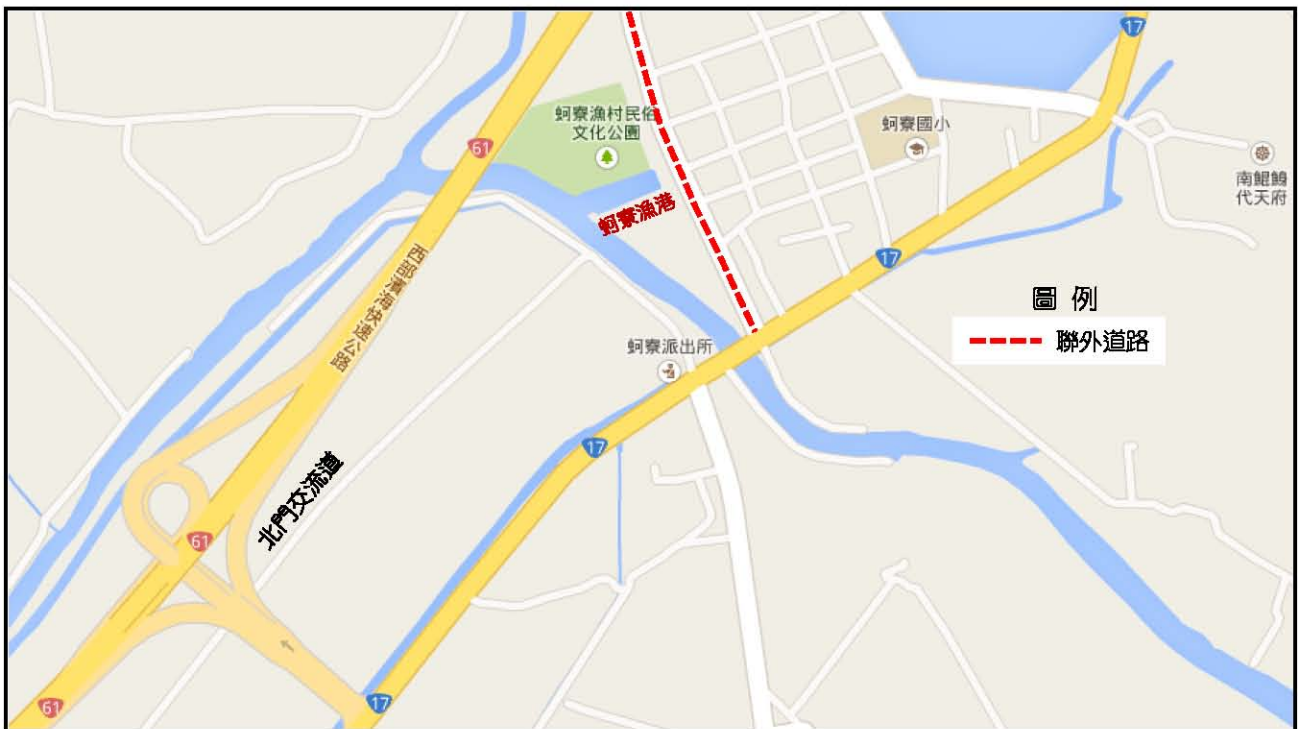 17
蚵寮漁村民俗
文化公園
蚵寮國小
61
南鯤鯓
代天府
蚵寮漁港
西部濱海快速公路
17
圖 例
聯外道路
蚵寮派出所
17
北門交流道
61
61
17